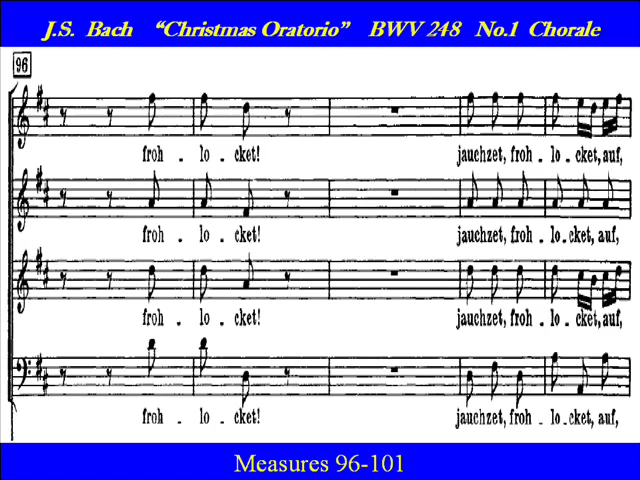 J.S. Bach "Christmas Oratorio" BWV 248 No.1 Chorale
96
froh - lo - cket! jauchzet, froh - lo - cket, auf,
froh - lo - cket! jauchzet, froh - lo - cket, auf,
froh - lo - cket! jauchzet, froh - lo - cket, auf,
froh - lo - cket! jauchzet, froh - lo - cket, auf,
Measures 96-101